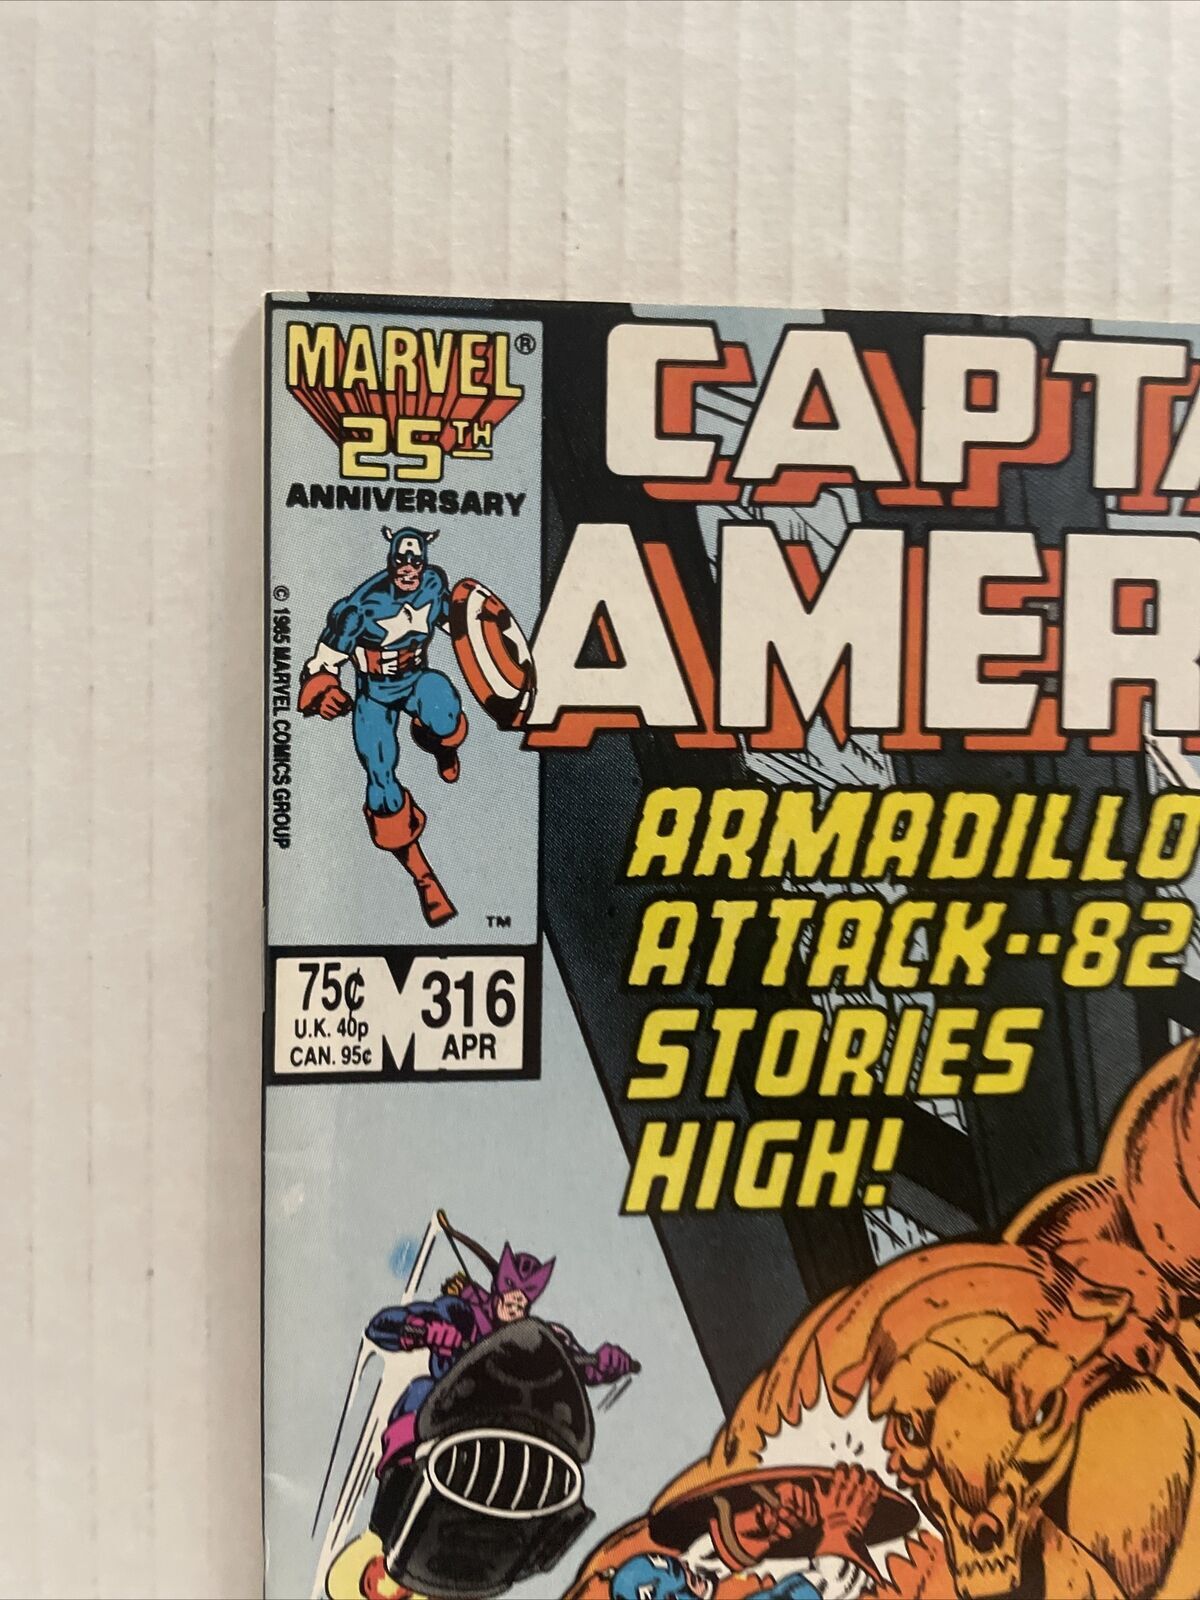 MARVEL®
25TH
ANNIVERSARY
© 1985 MARVEL COMICS GROUP
TM
75¢
U.K. 40p
CAN. 95¢
M
316
APR
CAPTA
AMER
ARMADILLO
ATTACK--82
STORIES
HIGH!